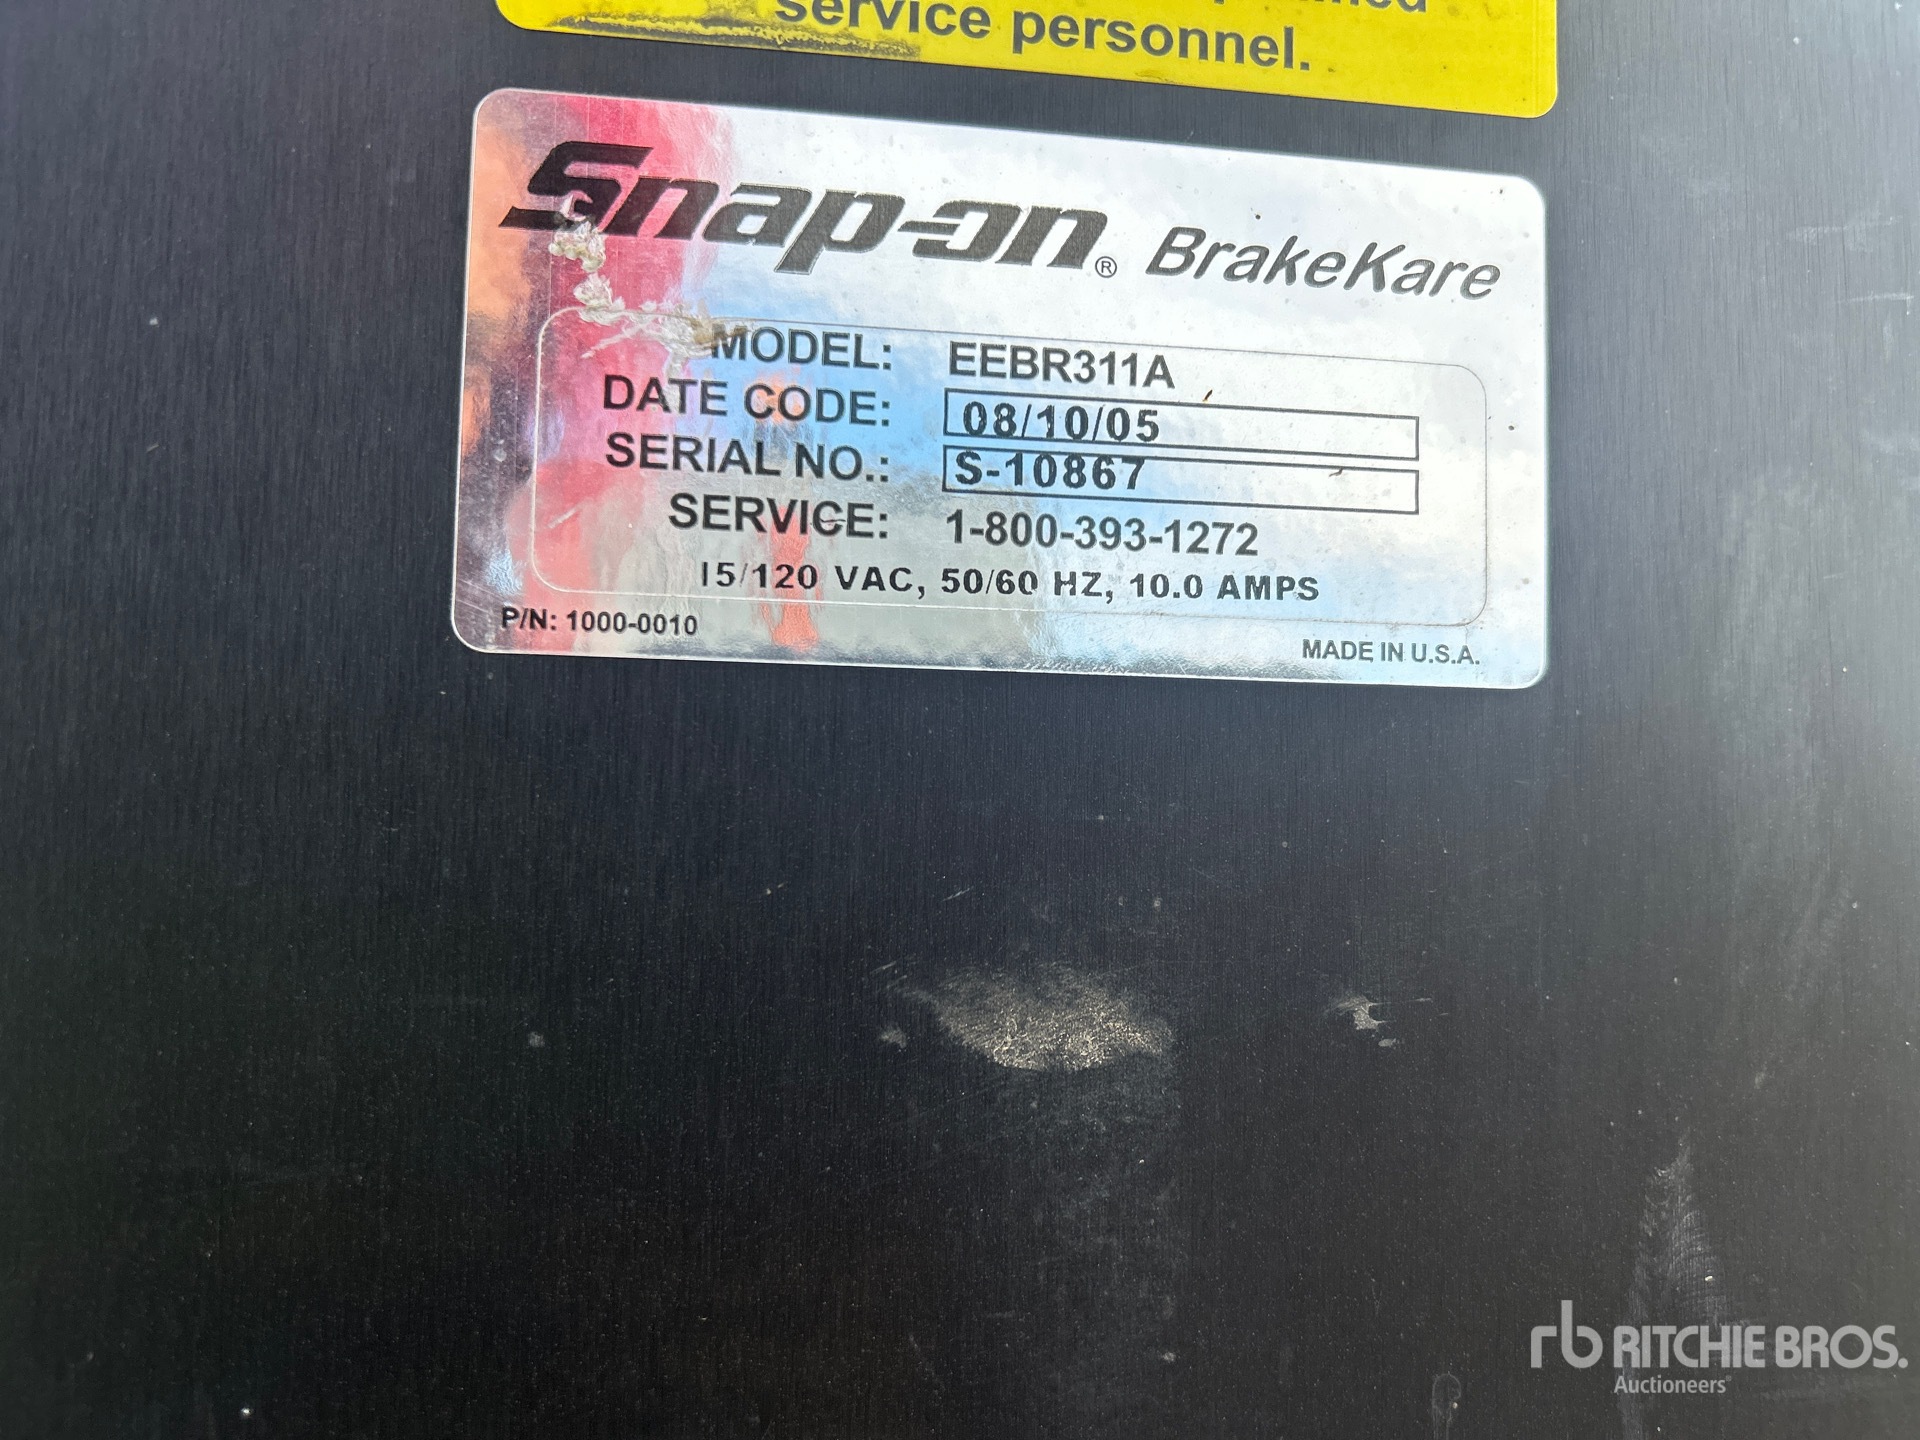 service personnel.
Snap-on® BrakeKare
MODEL: EEBR311A
DATE CODE: 08/10/05
SERIAL NO.: S-10867
SERVICE: 1-800-393-1272
15/120 VAC, 50/60 HZ, 10.0 AMPS
P/N: 1000-0010
MADE IN U.S.A.
rb RITCHIE BROS.
Auctioneers